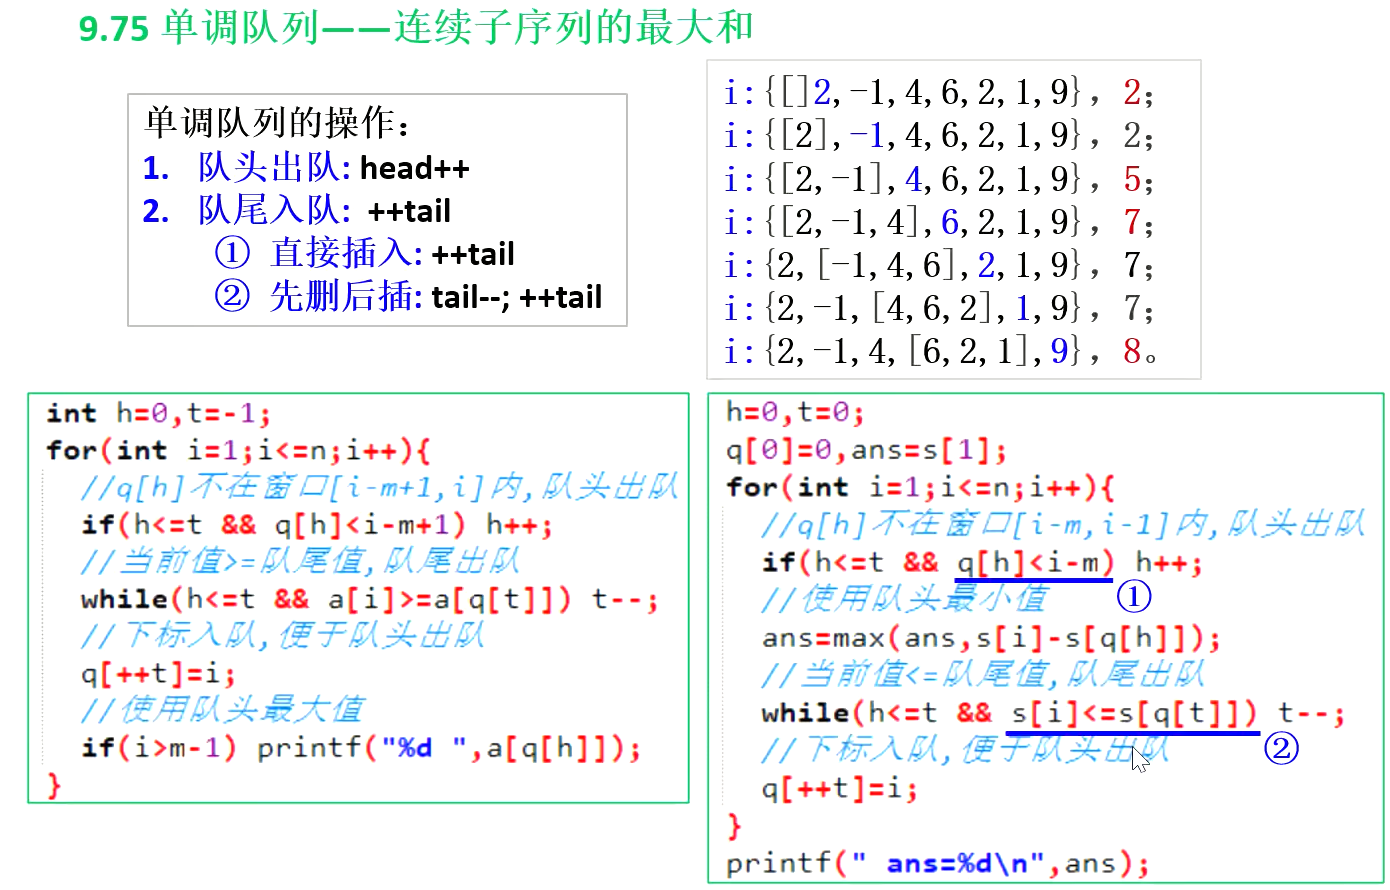 9.75 单调队列——连续子序列的最大和
单调队列的操作：
1. 队头出队: head++
2. 队尾入队: ++tail
① 直接插入: ++tail
② 先删后插: tail--; ++tail
i:{[]2,-1,4,6,2,1,9}, 2;
i:{[2],-1,4,6,2,1,9}, 2;
i:{[2,-1],4,6,2,1,9}, 5;
i:{[2,-1,4],6,2,1,9}, 7;
i:{2,[-1,4,6],2,1,9}, 7;
i:{2,-1,[4,6,2],1,9}, 7;
i:{2,-1,4,[6,2,1],9}, 8。
int h=0,t=-1;
for(int i=1;i<=n;i++){
//q[h]不在窗口[i-m+1,i]内,队头出队
if(h<=t && q[h]<i-m+1) h++;
//当前值>=队尾值,队尾出队
while(h<=t && a[i]>=a[q[t]]) t--;
//下标入队,便于队头出队
q[++t]=i;
//使用队头最大值
if(i>m-1) printf("%d ",a[q[h]]);
}
h=0,t=0;
q[0]=0,ans=s[1];
for(int i=1;i<=n;i++){
//q[h]不在窗口[i-m,i-1]内,队头出队
if(h<=t && q[h]<i-m) h++;
①
//使用队头最小值
ans=max(ans,s[i]-s[q[h]]);
//当前值<=队尾值,队尾出队
while(h<=t && s[i]<=s[q[t]]) t--;
②
//下标入队,便于队头出队
q[++t]=i;
}
printf(" ans=%d\n",ans);